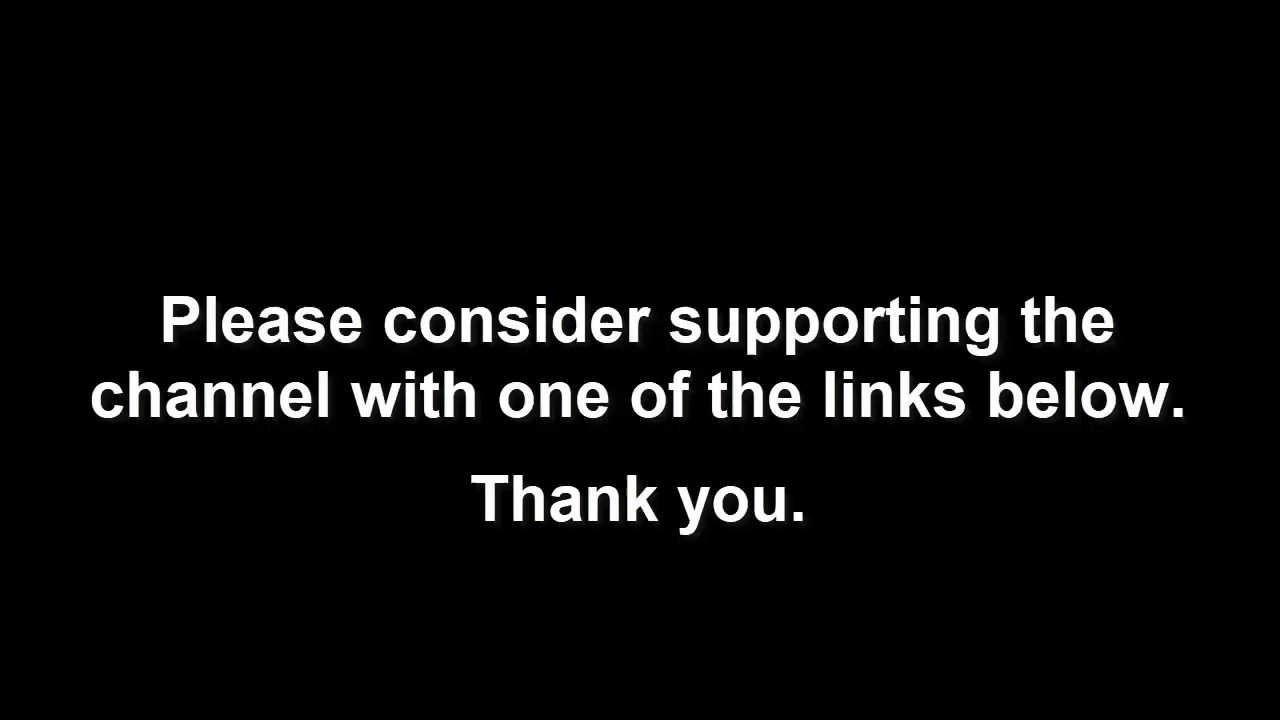 Please consider supporting the
channel with one of the links below.
Thank you.